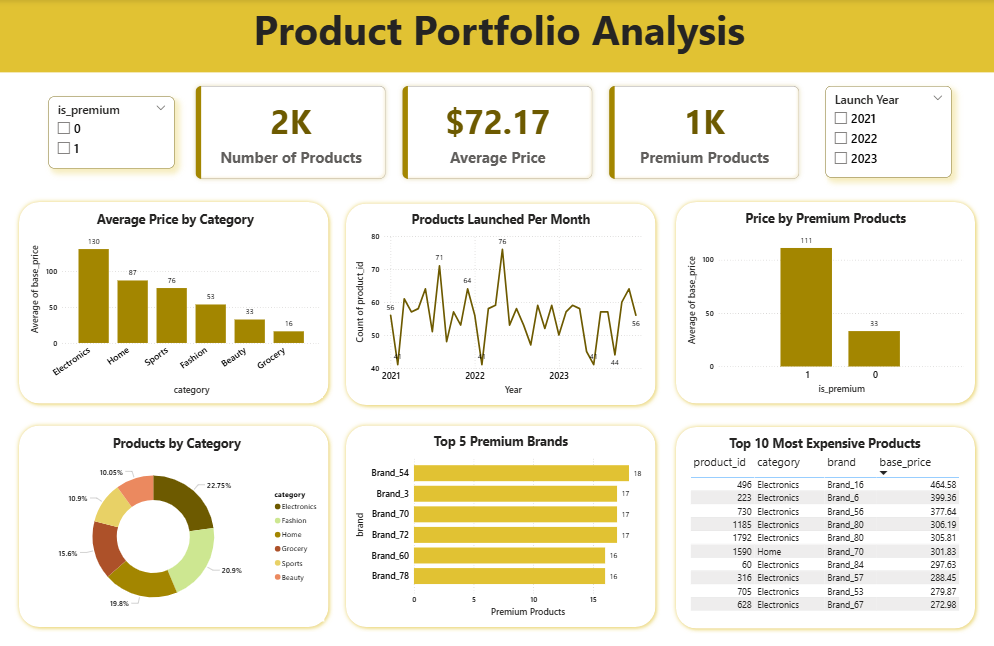 Product Portfolio Analysis
is_premium
0
1
2K
Number of Products
$72.17
Average Price
1K
Premium Products
Launch Year
2021
2022
2023
Average Price by Category
Average of base_price
100
50
0
130
87
76
53
33
16
Electronics
Home
Sports
Fashion
Beauty
Grocery
category
Products Launched Per Month
Count of product_id
80
70
60
50
40
56
71
64
76
56
44
2021
2022
2023
Year
Price by Premium Products
Average of base_price
100
50
0
111
33
1
0
is_premium
Products by Category
22.75%
20.9%
19.8%
15.6%
10.9%
10.05%
category
Electronics
Fashion
Home
Grocery
Sports
Beauty
Top 5 Premium Brands
brand
Brand_54 18
Brand_3 17
Brand_70 17
Brand_72 17
Brand_60 16
Brand_78 16
0 5 10 15
Premium Products
Top 10 Most Expensive Products
product_id category brand base_price
496 Electronics Brand_16 464.58
223 Electronics Brand_6 399.36
730 Electronics Brand_56 377.64
1185 Electronics Brand_80 306.19
1792 Electronics Brand_80 305.81
1590 Home Brand_70 301.83
60 Electronics Brand_84 297.63
316 Electronics Brand_57 288.45
705 Electronics Brand_53 279.87
628 Electronics Brand_67 272.98